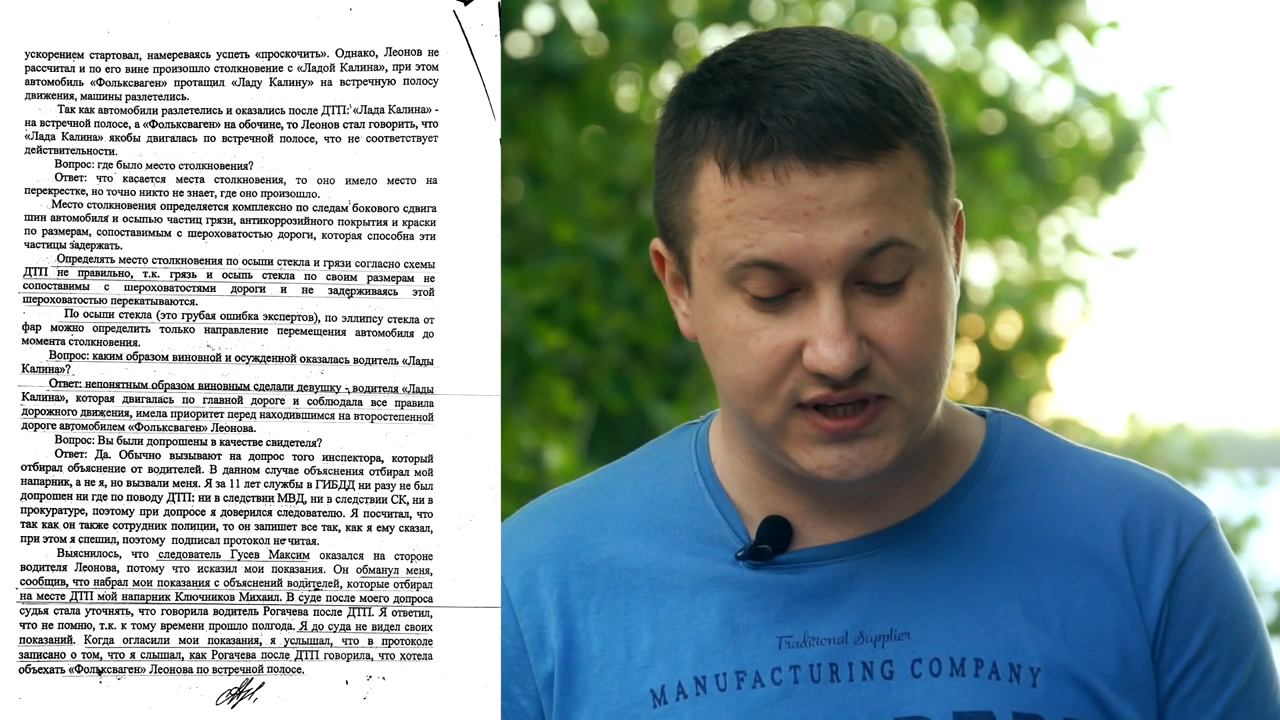 ускорением стартовал, намереваясь успеть «проскочить». Однако, Леонов не
рассчитал и по его вине произошло столкновение с «Ладой Калина», при этом
автомобиль «Фольксваген» протащил «Ладу Калину» на встречную полосу
движения, машины разлетелись.
Так как автомобили разлетелись и оказались после ДТП: «Лада Калина» -
на встречной полосе, а «Фольксваген» на обочине, то Леонов стал говорить, что
«Лада Калина» якобы двигалась по встречной полосе, что не соответствует
действительности.
Вопрос: где было место столкновения?
Ответ: что касается места столкновения, то оно имело место на
перекрестке, но точно никто не знает, где оно произошло.
Место столкновения определяется комплексно по следам бокового сдвига
шин автомобиля и осыпью частиц грязи, антикоррозийного покрытия и краски
по размерам, сопоставимым с шероховатостью дороги, которая способна эти
частицы задержать.
Определять место столкновения по осыпи стекла и грязи согласно схемы
ДТП не правильно, т.к. грязь и осыпь стекла по своим размерам не
сопоставимы с шероховатостями дороги и не задерживаясь этой
шероховатостью перекатываются.
По осыпи стекла (это грубая ошибка экспертов), по эллипсу стекла от
фар можно определить только направление перемещения автомобиля до
момента столкновения.
Вопрос: каким образом виновной и осужденной оказалась водитель «Лады
Калина»?
Ответ: непонятным образом виновным сделали девушку - водителя «Лады
Калина», которая двигалась по главной дороге и соблюдала все правила
дорожного движения, имела приоритет перед находившимся на второстепенной
дороге автомобилем «Фольксваген» Леонова.
Вопрос: Вы были допрошены в качестве свидетеля?
Ответ: Да. Обычно вызывают на допрос того инспектора, который
отбирал объяснение от водителей. В данном случае объяснения отбирал мой
напарник, а не я, но вызвали меня. Я за 11 лет службы в ГИБДД ни разу не был
допрошен ни где по поводу ДТП: ни в следствии МВД, ни в следствии СК, ни в
прокуратуре, поэтому при допросе я доверился следователю. Я посчитал, что
так как он также сотрудник полиции, то он запишет все так, как я ему сказал,
при этом я спешил, поэтому подписал протокол не читая.
Выяснилось, что следователь Гусев Максим оказался на стороне
водителя Леонова, потому что исказил мои показания. Он обманул меня,
сообщив, что набрал мои показания с объяснений водителей, которые отбирал
на месте ДТП мой напарник Ключников Михаил. В суде после моего допроса
судья стала уточнять, что говорила водитель Рогачева после ДТП. Я ответил,
что не помню, т.к. к тому времени прошло полгода. Я до суда не видел своих
показаний. Когда огласили мои показания, я услышал, что в протоколе
записано о том, что я слышал, как Рогачева после ДТП говорила, что хотела
объехать «Фольксваген» Леонова по встречной полосе.
Traditional Supplier
MANUFACTURING COMPANY